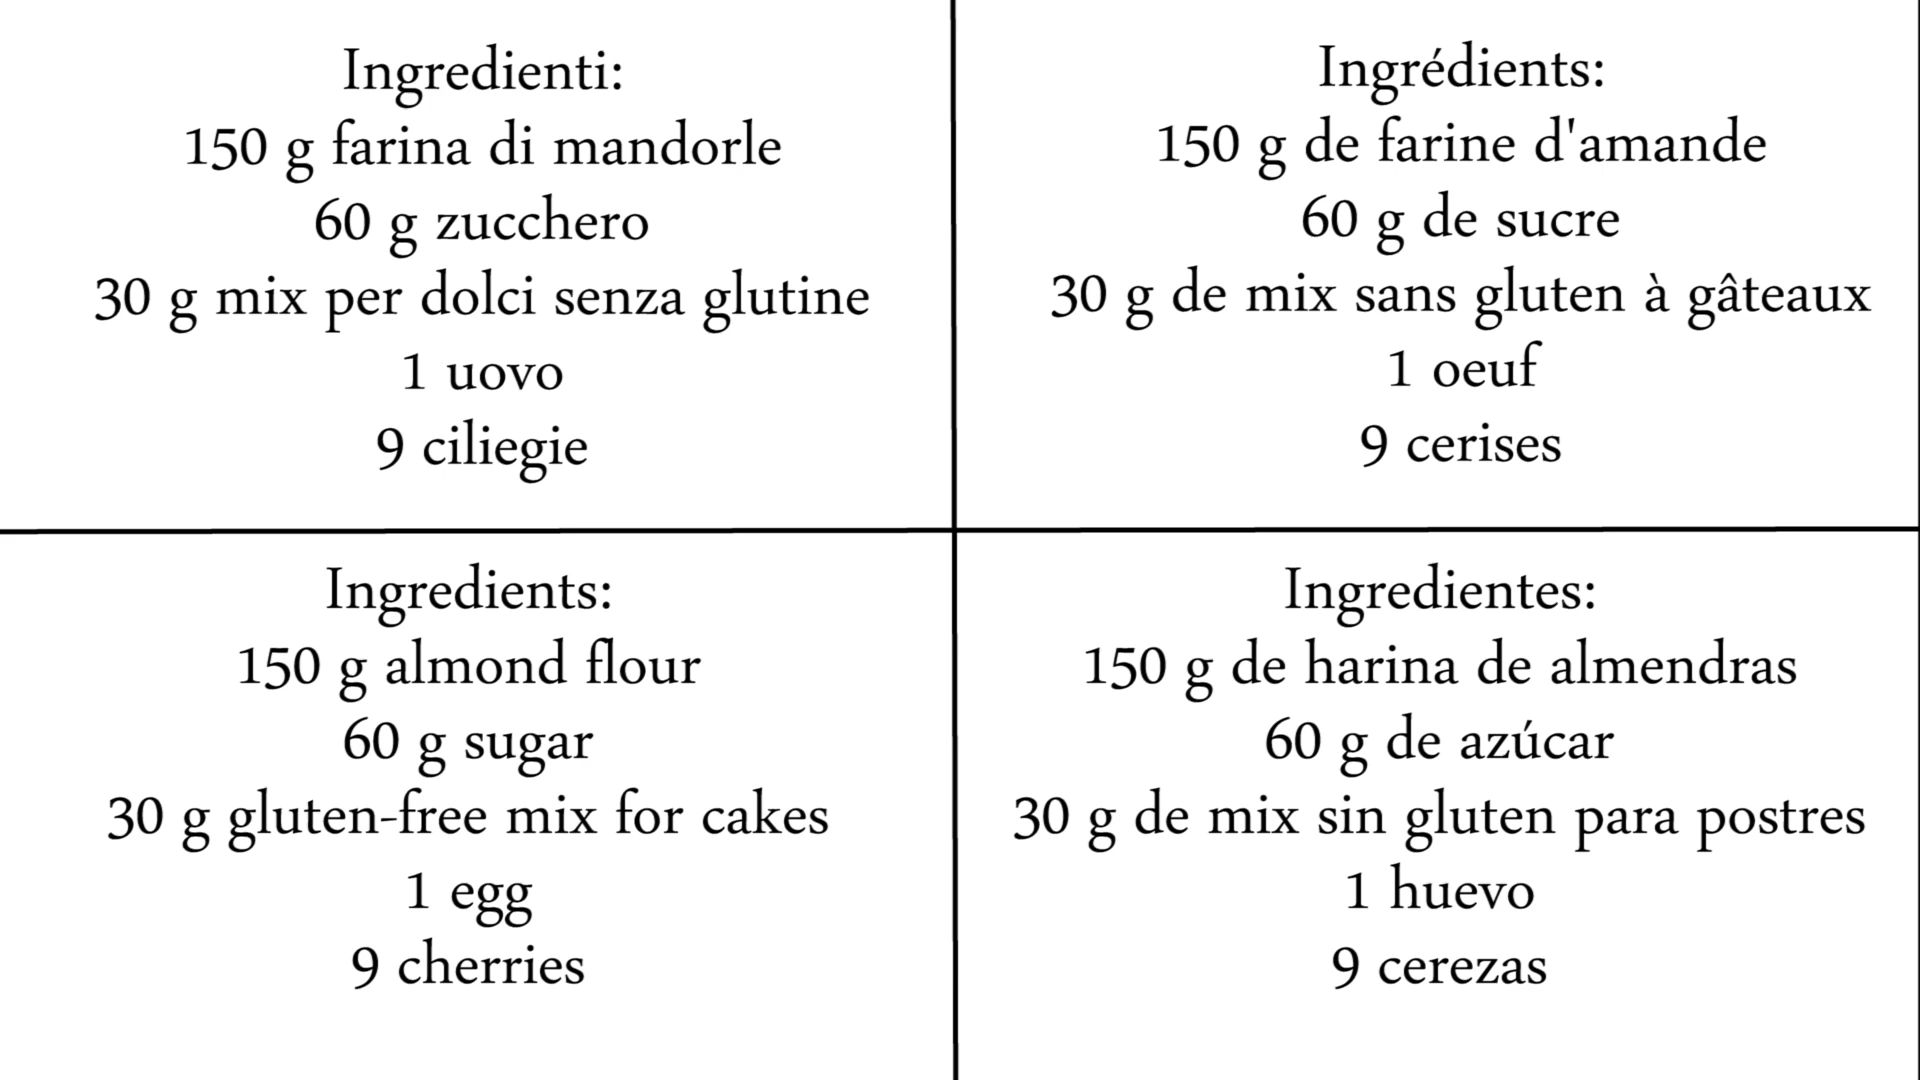 Ingredienti:
150 g farina di mandorle
60 g zucchero
30 g mix per dolci senza glutine
1 uovo
9 ciliegie
Ingrédients:
150 g de farine d'amande
60 g de sucre
30 g de mix sans gluten à gâteaux
1 oeuf
9 cerises
Ingredients:
150 g almond flour
60 g sugar
30 g gluten-free mix for cakes
1 egg
9 cherries
Ingredientes:
150 g de harina de almendras
60 g de azúcar
30 g de mix sin gluten para postres
1 huevo
9 cerezas